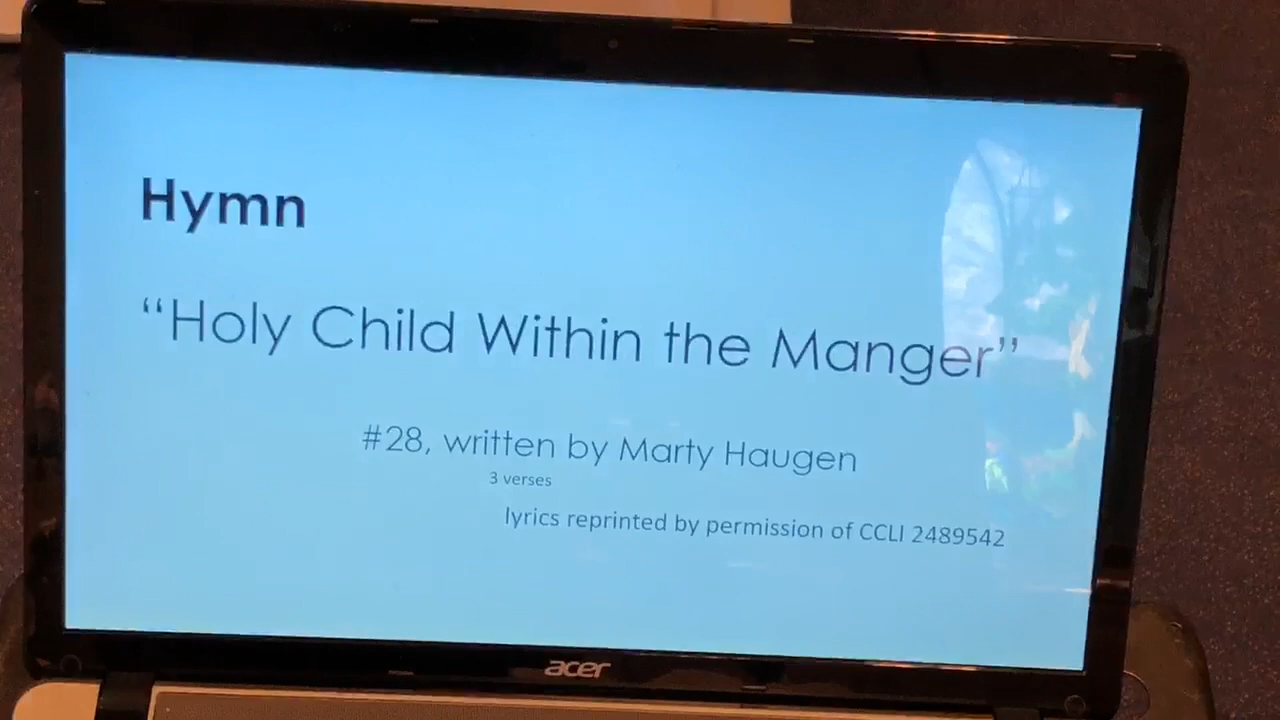 Hymn
“Holy Child Within the Manger”
#28, written by Marty Haugen
3 verses
lyrics reprinted by permission of CCLI 2489542
acer